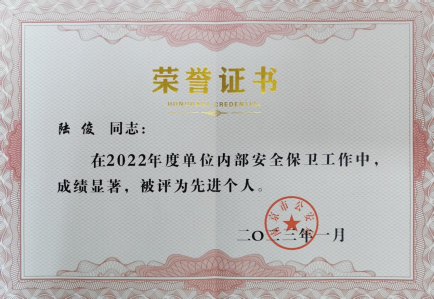 荣誉证书
HONORARY CREDENTIAL
陆俊 同志：
在2022年度单位内部安全保卫工作中，
成绩显著，被评为先进个人。
二〇二三年一月